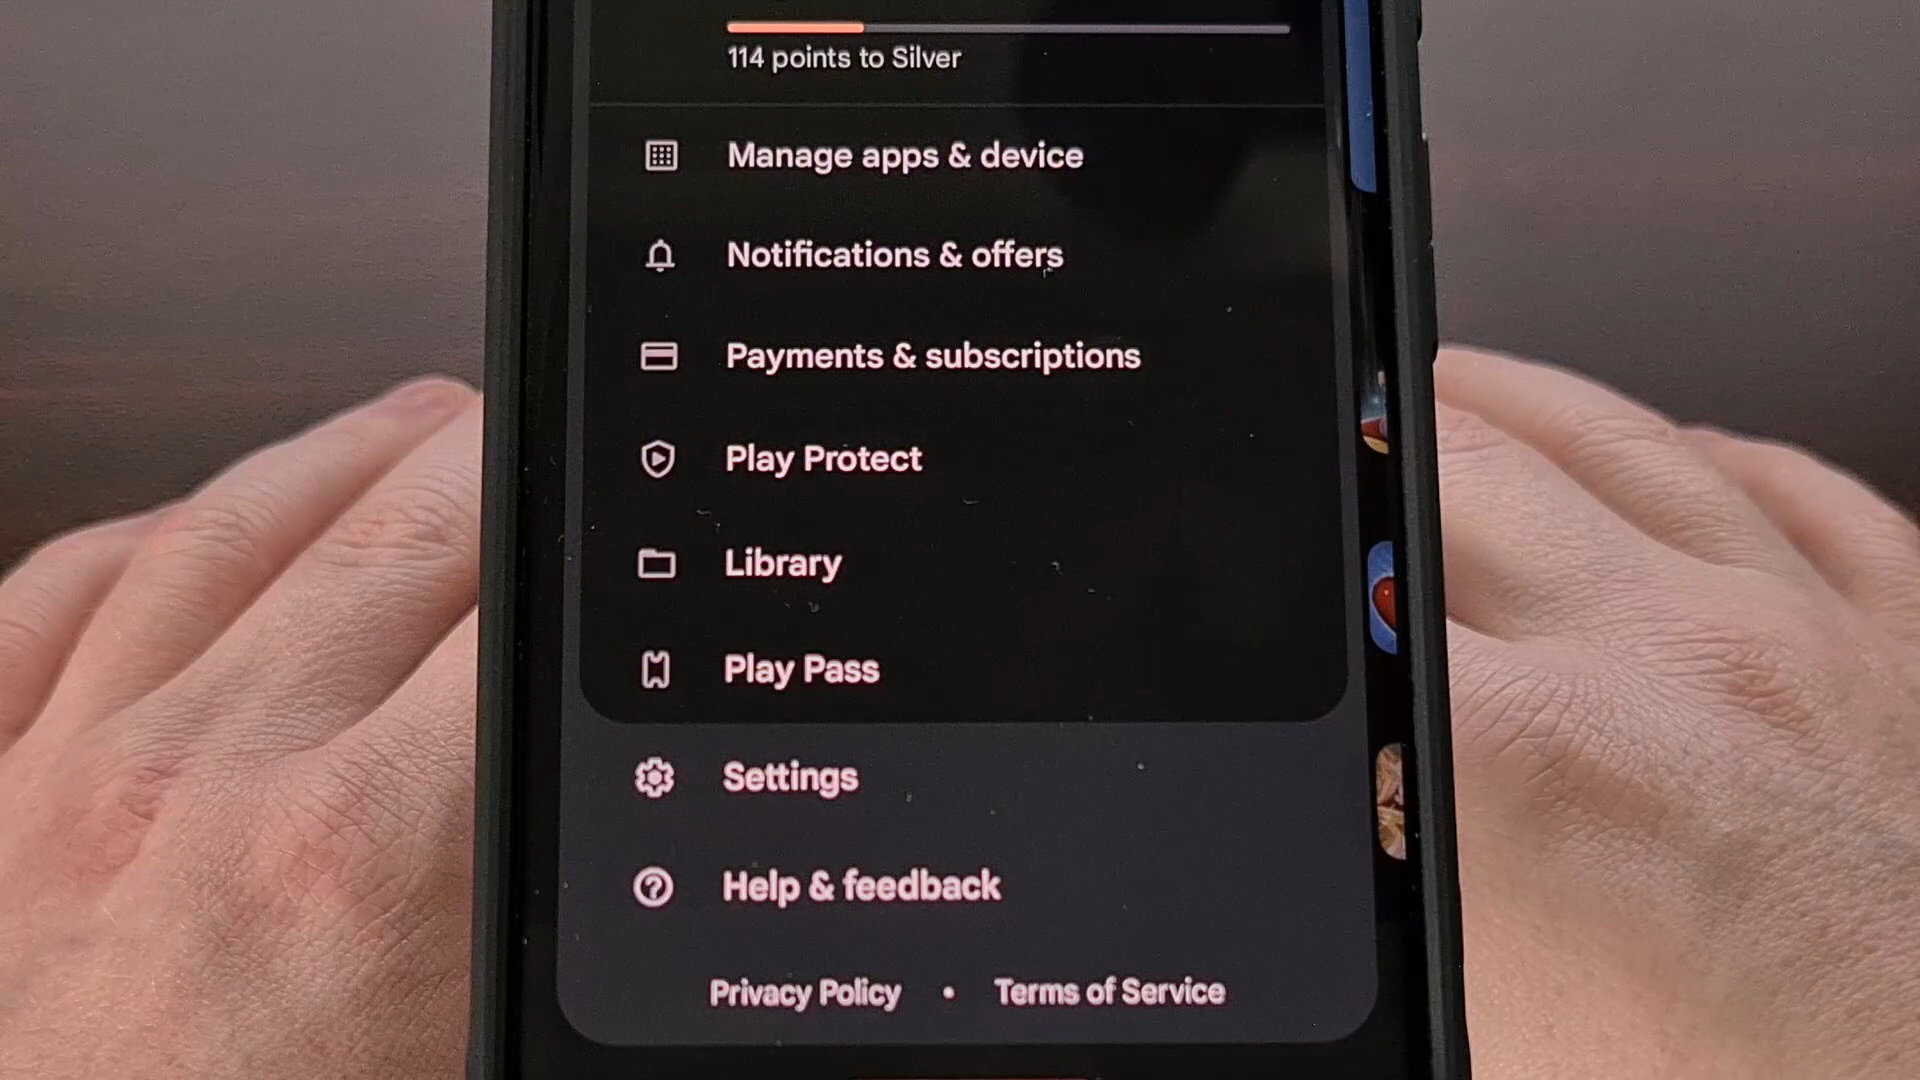 114 points to Silver
Manage apps & device
Notifications & offers
Payments & subscriptions
Play Protect
Library
Play Pass
Settings
Help & feedback
Privacy Policy • Terms of Service